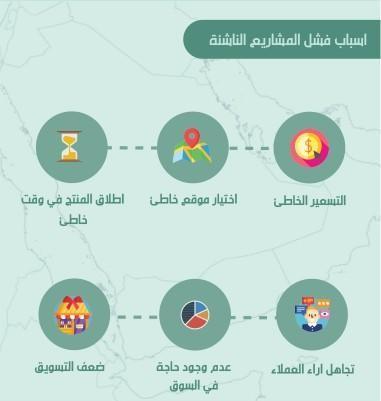 اسباب فشل المشاريع الناشئة
التسعير الخاطئ
اختيار موقع خاطئ
اطلاق المنتج في وقت
خاطئ
تجاهل اراء العملاء
عدم وجود حاجة
في السوق
ضعف التسويق